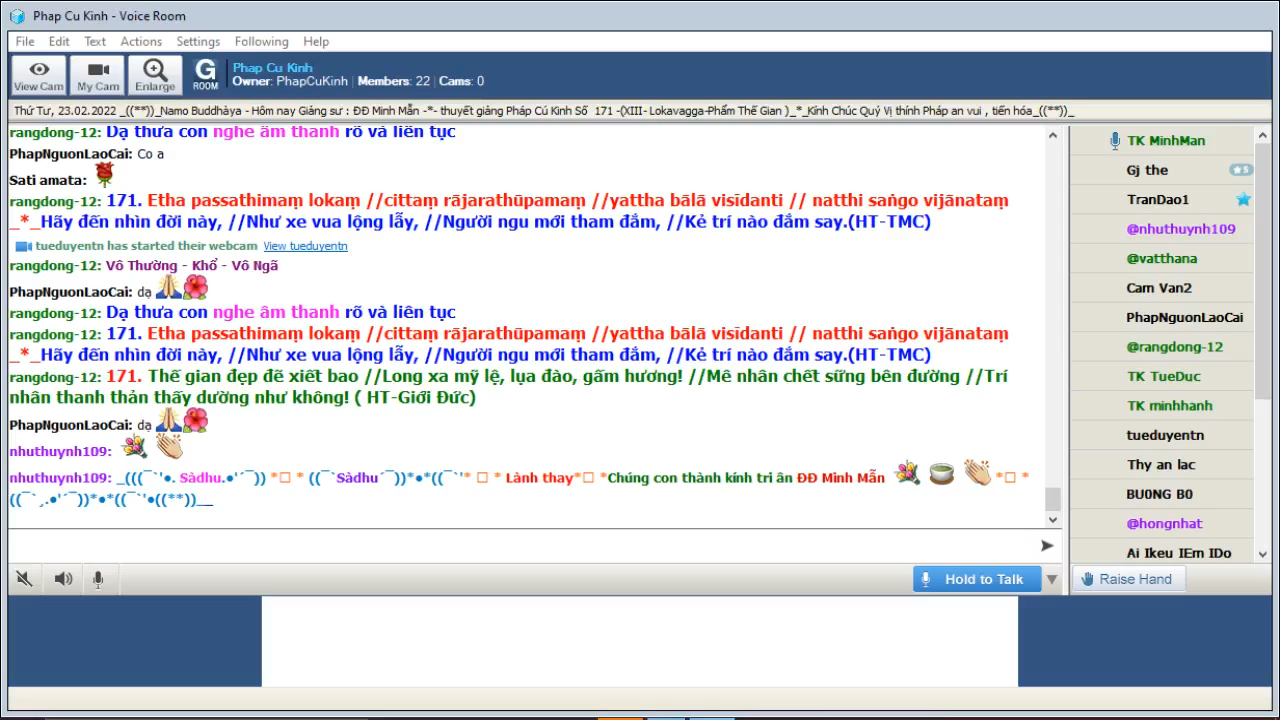 Phap Cu Kinh - Voice Room
File Edit Text Actions Settings Following Help
View Cam My Cam Enlarge G ROOM
Phap Cu Kinh
Owner: PhapCuKinh | Members: 22 | Cams: 0
Thứ Tư, 23.02.2022 _((**))_Namo Buddhàya - Hôm nay Giảng sư : ĐĐ Minh Mẫn -*- thuyết giảng Pháp Cú Kinh Số 171 -(XIII- Lokavagga-Phẩm Thế Gian )_*_Kính Chúc Quý Vị thính Pháp an vui , tiến hóa_((**))_
rangdong-12: Dạ thưa con nghe âm thanh rõ và liên tục
PhapNguonLaoCai: Co a
Sati amata:
rangdong-12: 171. Etha passathimaṃ lokaṃ //cittaṃ rājarathūpamaṃ //yattha bālā visīdanti // natthi saṅgo vijānataṃ
_*_Hãy đến nhìn đời này, //Như xe vua lộng lẫy, //Người ngu mới tham đắm, //Kẻ trí nào đắm say.(HT-TMC)
tueduyentn has started their webcam View tueduyentn
rangdong-12: Vô Thường - Khổ - Vô Ngã
PhapNguonLaoCai: dạ
rangdong-12: Dạ thưa con nghe âm thanh rõ và liên tục
rangdong-12: 171. Etha passathimaṃ lokaṃ //cittaṃ rājarathūpamaṃ //yattha bālā visīdanti // natthi saṅgo vijānataṃ
_*_Hãy đến nhìn đời này, //Như xe vua lộng lẫy, //Người ngu mới tham đắm, //Kẻ trí nào đắm say.(HT-TMC)
rangdong-12: 171. Thế gian đẹp đẽ xiết bao //Long xa mỹ lệ, lụa đào, gấm hương! //Mê nhân chết sững bên đường //Trí
nhân thanh thản thấy dường như không! ( HT-Giới Đức)
PhapNguonLaoCai: dạ
nhuthuynh109:
nhuthuynh109: _(((¯`'●. Sàdhu.●'´¯)) *□ * ((¯`Sàdhu´¯))*●*((¯`'* □ * Lành thay*□ *Chúng con thành kính tri ân ĐĐ Minh Mẫn *□ *
((¯`¸.●'´¯))*●*((¯`'●((**))__
Hold to Talk
TK MinhMan
Gj the 5
TranDao1
@nhuthuynh109
@vatthana
Cam Van2
PhapNguonLaoCai
@rangdong-12
TK TueDuc
TK minhhanh
tueduyentn
Thy an lac
BU0NG B0
@hongnhat
Ai Ikeu IEm IDo
Raise Hand